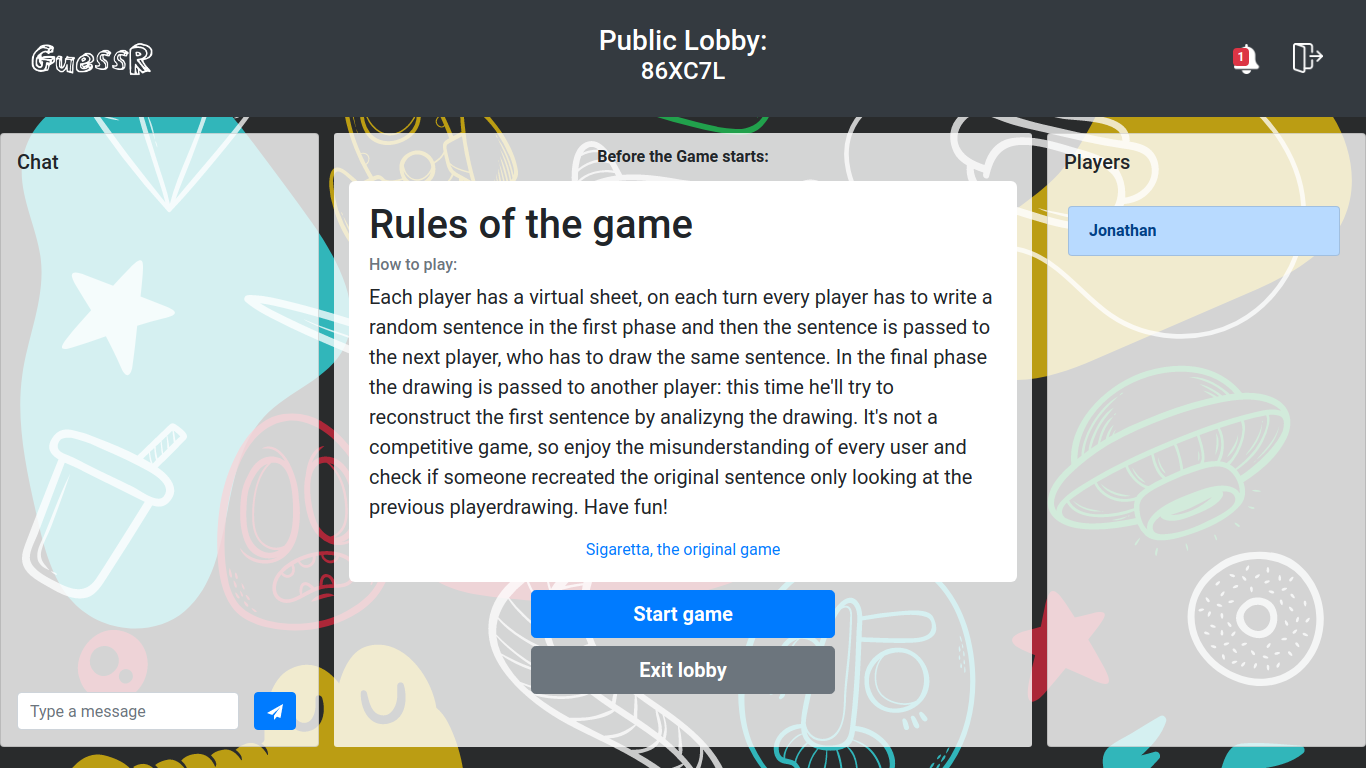 GuessR
Public Lobby:
86XC7L
1
Chat
Before the Game starts:
Players
Rules of the game
Jonathan
How to play:
Each player has a virtual sheet, on each turn every player has to write a
random sentence in the first phase and then the sentence is passed to
the next player, who has to draw the same sentence. In the final phase
the drawing is passed to another player: this time he'll try to
reconstruct the first sentence by analizyng the drawing. It's not a
competitive game, so enjoy the misunderstanding of every user and
check if someone recreated the original sentence only looking at the
previous playerdrawing. Have fun!
Sigaretta, the original game
Start game
Exit lobby
Type a message